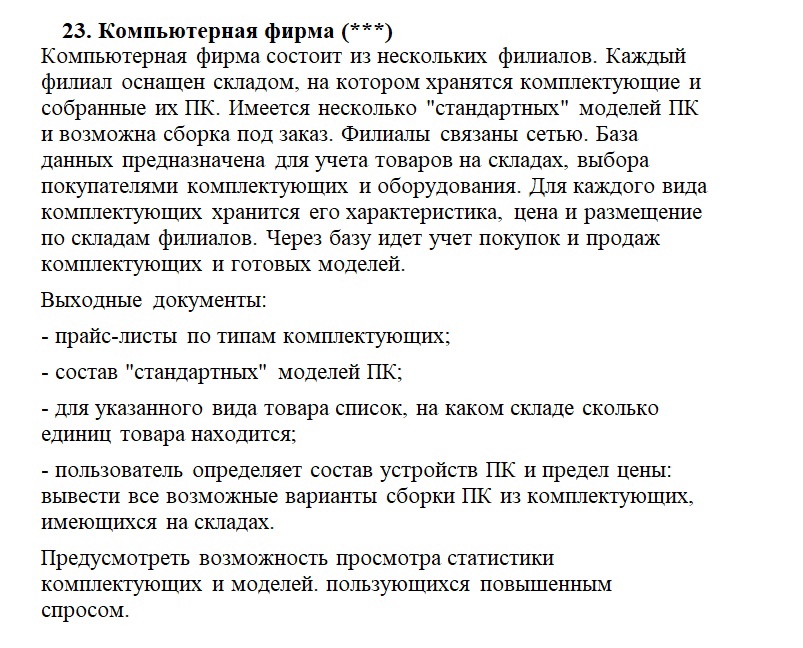 23. Компьютерная фирма (***)
Компьютерная фирма состоит из нескольких филиалов. Каждый
филиал оснащен складом, на котором хранятся комплектующие и
собранные их ПК. Имеется несколько "стандартных" моделей ПК
и возможна сборка под заказ. Филиалы связаны сетью. База
данных предназначена для учета товаров на складах, выбора
покупателями комплектующих и оборудования. Для каждого вида
комплектующих хранится его характеристика, цена и размещение
по складам филиалов. Через базу идет учет покупок и продаж
комплектующих и готовых моделей.
Выходные документы:
- прайс-листы по типам комплектующих;
- состав "стандартных" моделей ПК;
- для указанного вида товара список, на каком складе сколько
единиц товара находится;
- пользователь определяет состав устройств ПК и предел цены:
вывести все возможные варианты сборки ПК из комплектующих,
имеющихся на складах.
Предусмотреть возможность просмотра статистики
комплектующих и моделей. пользующихся повышенным
спросом.